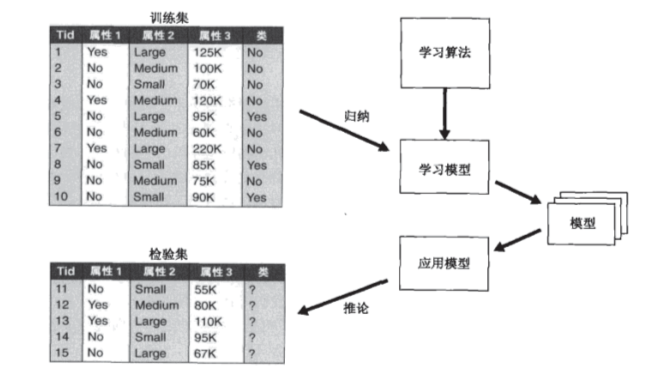 训练集
Tid 属性 1 属性 2 属性 3 类
1 Yes Large 125K No
2 No Medium 100K No
3 No Small 70K No
4 Yes Medium 120K No
5 No Large 95K Yes
6 No Medium 60K No
7 Yes Large 220K No
8 No Small 85K Yes
9 No Medium 75K No
10 No Small 90K Yes
学习算法
归纳
学习模型
模型
应用模型
推论
检验集
Tid 属性 1 属性 2 属性 3 类
11 No Small 55K ?
12 Yes Medium 80K ?
13 Yes Large 110K ?
14 No Small 95K ?
15 No Large 67K ?